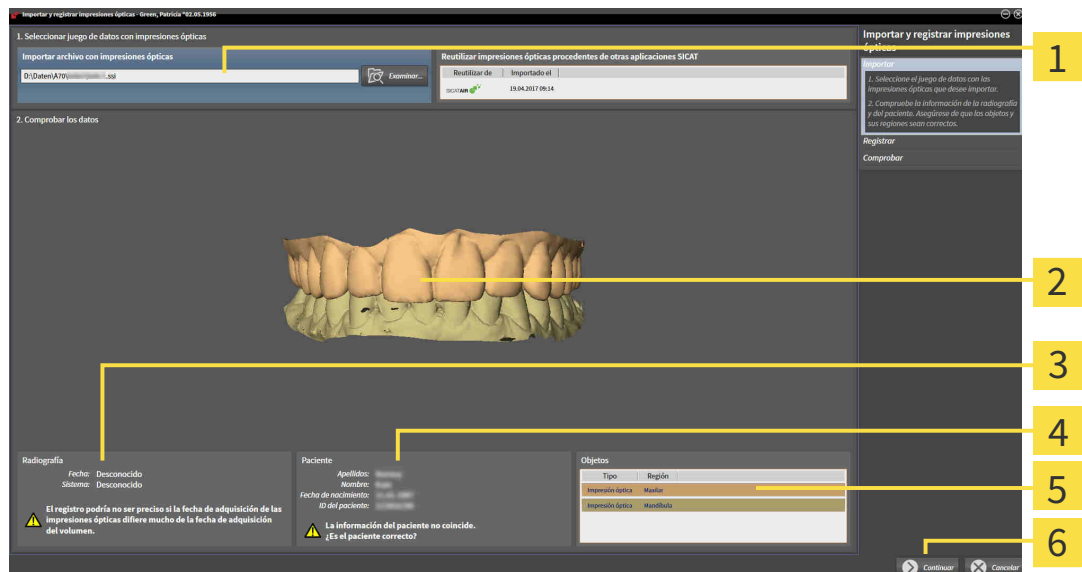 Importar y registrar impresiones ópticas - Green, Patricia *02.05.1956
1. Seleccionar juego de datos con impresiones ópticas
Importar archivo con impresiones ópticas
D:\Daten\A70\ .ssi
Examinar...
Reutilizar impresiones ópticas procedentes de otras aplicaciones SICAT
Reutilizar de Importado el
SICAT AIR 19.04.2017 09:14
2. Comprobar los datos
Radiografía
Fecha: Desconocido
Sistema: Desconocido
El registro podría no ser preciso si la fecha de adquisición de las
impresiones ópticas difiere mucho de la fecha de adquisición
del volumen.
Paciente
Apellidos:
Nombre:
Fecha de nacimiento:
ID del paciente:
La información del paciente no coincide.
¿Es el paciente correcto?
Objetos
Tipo Región
Impresión óptica Maxilar
Impresión óptica Mandíbula
Importar y registrar impresiones
ópticas
Importar
1. Seleccione el juego de datos con las
impresiones ópticas que desee importar.
2. Compruebe la información de la radiografía
y del paciente. Asegúrese de que los objetos y
sus regiones sean correctos.
Registrar
Comprobar
Continuar
Cancelar
1
2
3
4
5
6